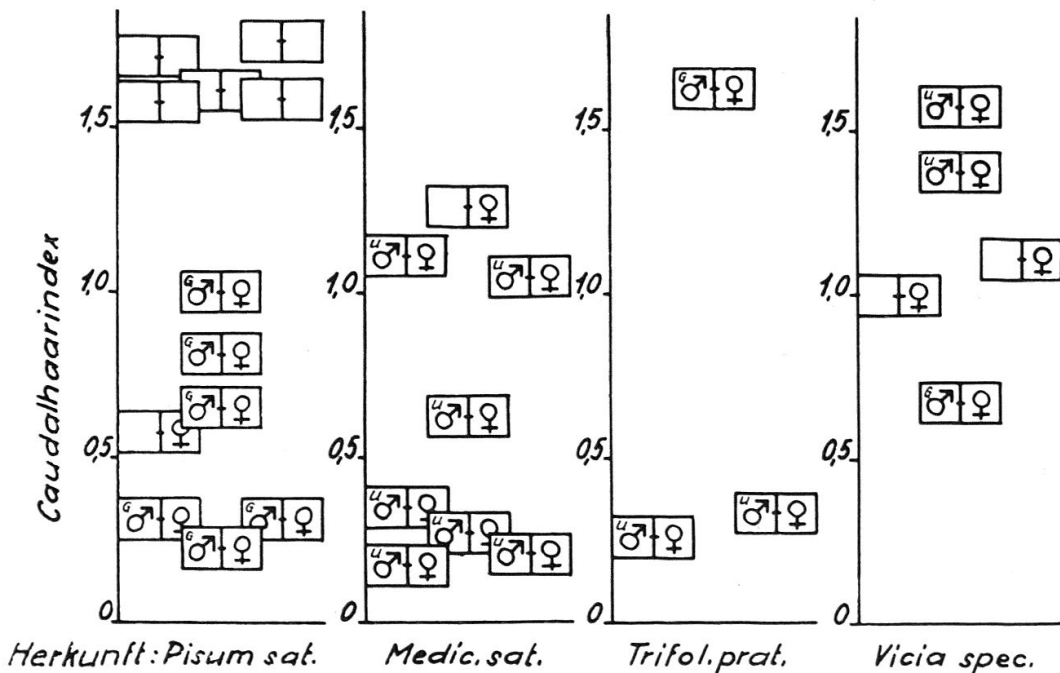 Caudalhaarindex
1,5
1,0
0,5
0
G♂ ♀
G♂ ♀
G♂ ♀
♀
G♂ ♀
G♂ ♀
G♂ ♀
Herkunft: Pisum sat.
1,5
1,0
0,5
0
♀
U♂ ♀
U♂ ♀
U♂ ♀
U♂ ♀
U♂ ♀
U♂ ♀
U♂ ♀
Medic. sat.
1,5
1,0
0,5
0
G♂ ♀
U♂ ♀
U♂ ♀
Trifol. prat.
1,5
1,0
0,5
0
U♂ ♀
U♂ ♀
♀
♀
G♂ ♀
Vicia spec.